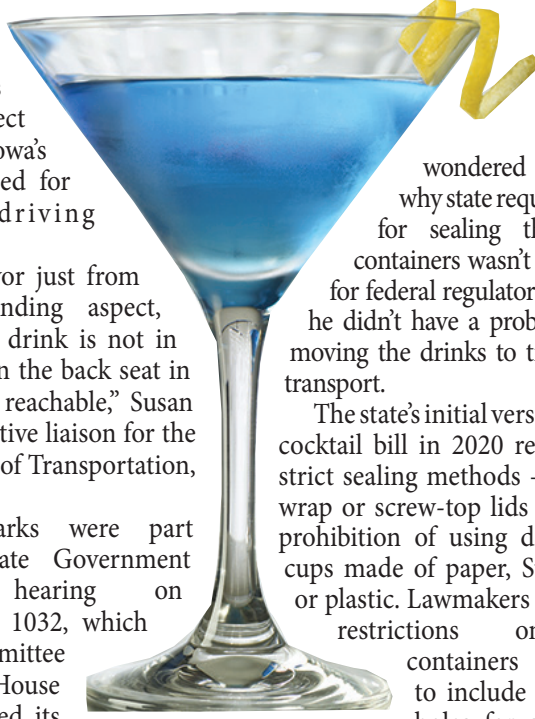 owa's
ed for
driving
or just from
nding aspect,
drink is not in
n the back seat in
reachable,” Susan
tive liaison for the
of Transportation,
arks were part
ate Government
hearing on
1032, which
mittee
House
ed its
wondered
why state requ
for sealing th
containers wasn't
for federal regulator
he didn't have a prob
moving the drinks to t
transport.
The state's initial vers
cocktail bill in 2020 re
strict sealing methods -
wrap or screw-top lids
prohibition of using d
cups made of paper, S
or plastic. Lawmakers
restrictions on
containers
to include